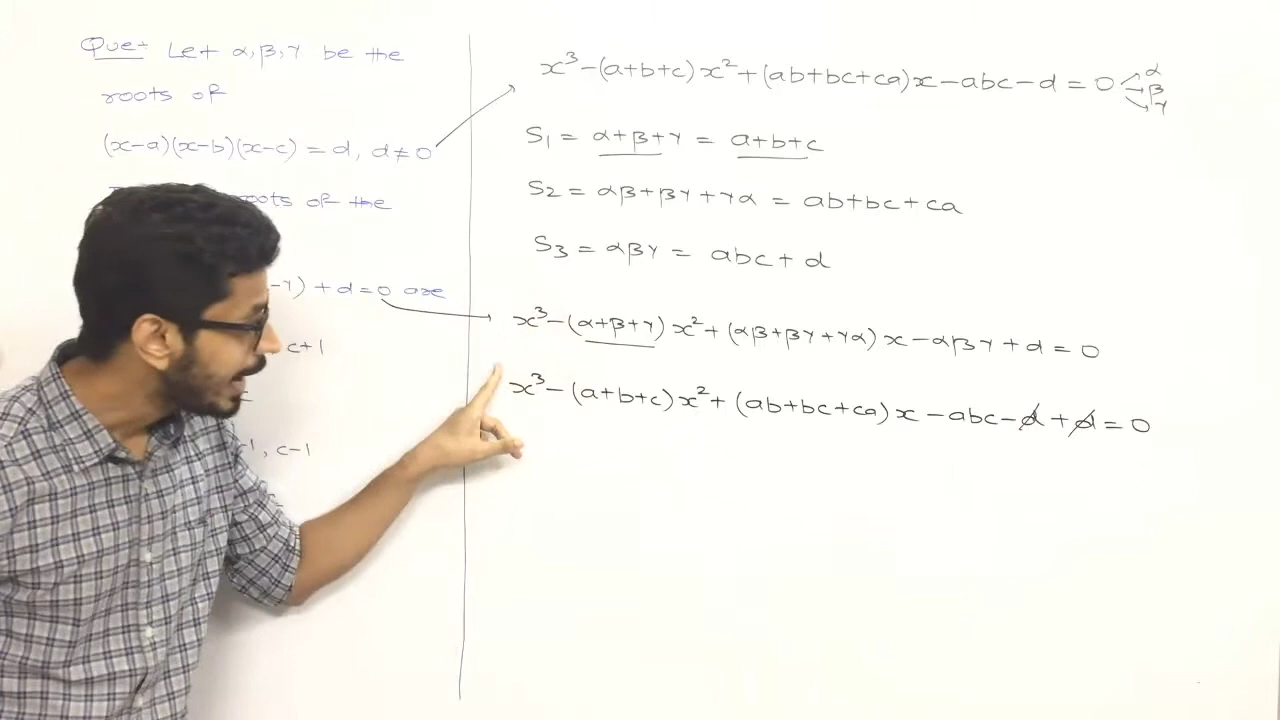 Que: Let α, β, γ be the
roots of
(x-a)(x-b)(x-c) = d, d≠0
roots of the
-γ) + d = 0 are
c+1
-1, c-1
x³ - (a+b+c)x² + (ab+bc+ca)x - abc - d = 0 α β γ
S₁ = α+β+γ = a+b+c
S₂ = αβ+βγ+γα = ab+bc+ca
S₃ = αβγ = abc + d
x³ - (α+β+γ)x² + (αβ+βγ+γα)x - αβγ + d = 0
x³ - (a+b+c)x² + (ab+bc+ca)x - abc - d + d = 0